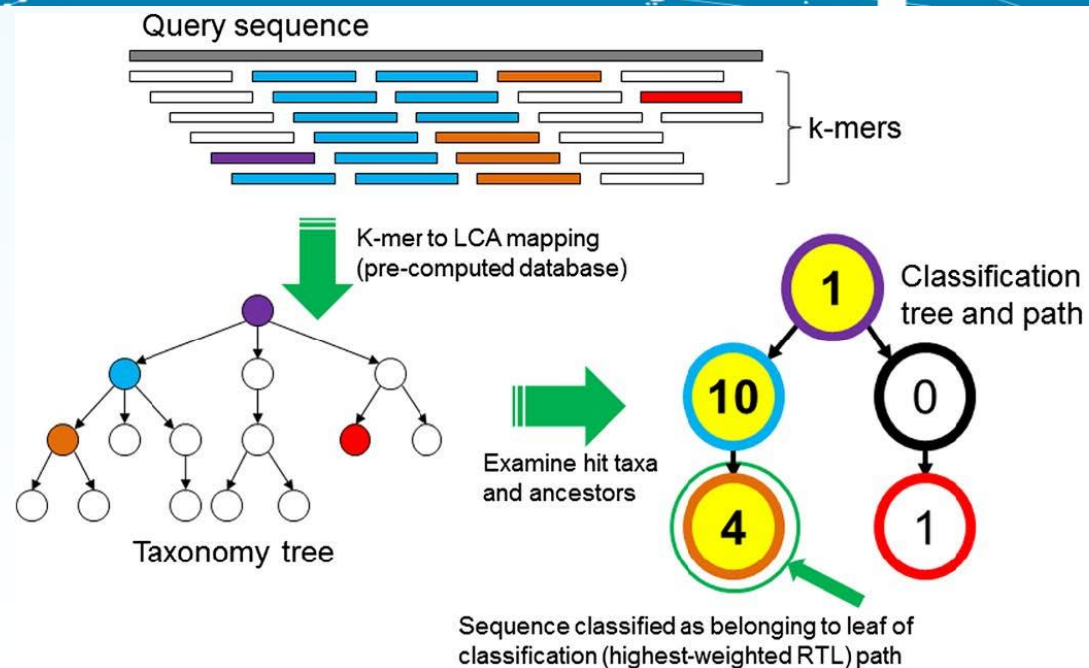 Query sequence
k-mers
K-mer to LCA mapping
(pre-computed database)
Classification
tree and path
1
10
0
4
1
Examine hit taxa
and ancestors
Taxonomy tree
Sequence classified as belonging to leaf of
classification (highest-weighted RTL) path